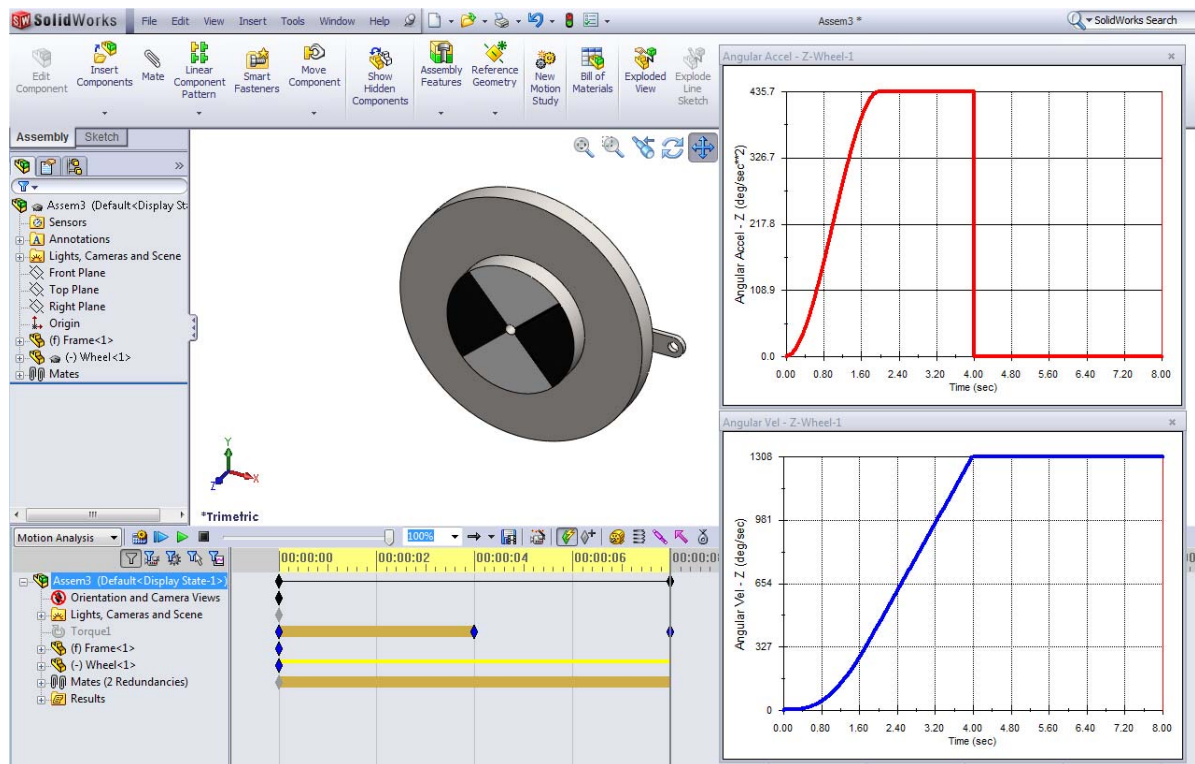 SolidWorks File Edit View Insert Tools Window Help Assem3 * SolidWorks Search
Edit Component
Insert Components
Mate
Linear Component Pattern
Smart Fasteners
Move Component
Show Hidden Components
Assembly Features
Reference Geometry
New Motion Study
Bill of Materials
Exploded View
Explode Line Sketch
Assembly Sketch
Assem3 (Default<Display St
Sensors
Annotations
Lights, Cameras and Scene
Front Plane
Top Plane
Right Plane
Origin
(f) Frame<1>
(-) Wheel<1>
Mates
Y
X
Z
*Trimetric
Angular Accel - Z-Wheel-1
Angular Accel - Z (deg/sec**2)
435.7
326.7
217.8
108.9
0.0
0.00 0.80 1.60 2.40 3.20 4.00 4.80 5.60 6.40 7.20 8.00
Time (sec)
Angular Vel - Z-Wheel-1
Angular Vel - Z (deg/sec)
1308
981
654
327
0
0.00 0.80 1.60 2.40 3.20 4.00 4.80 5.60 6.40 7.20 8.00
Time (sec)
Motion Analysis 100%
00:00:00 00:00:02 00:00:04 00:00:06 00:00:0
Assem3 (Default<Display State-1>)
Orientation and Camera Views
Lights, Cameras and Scene
Torque1
(f) Frame<1>
(-) Wheel<1>
Mates (2 Redundancies)
Results